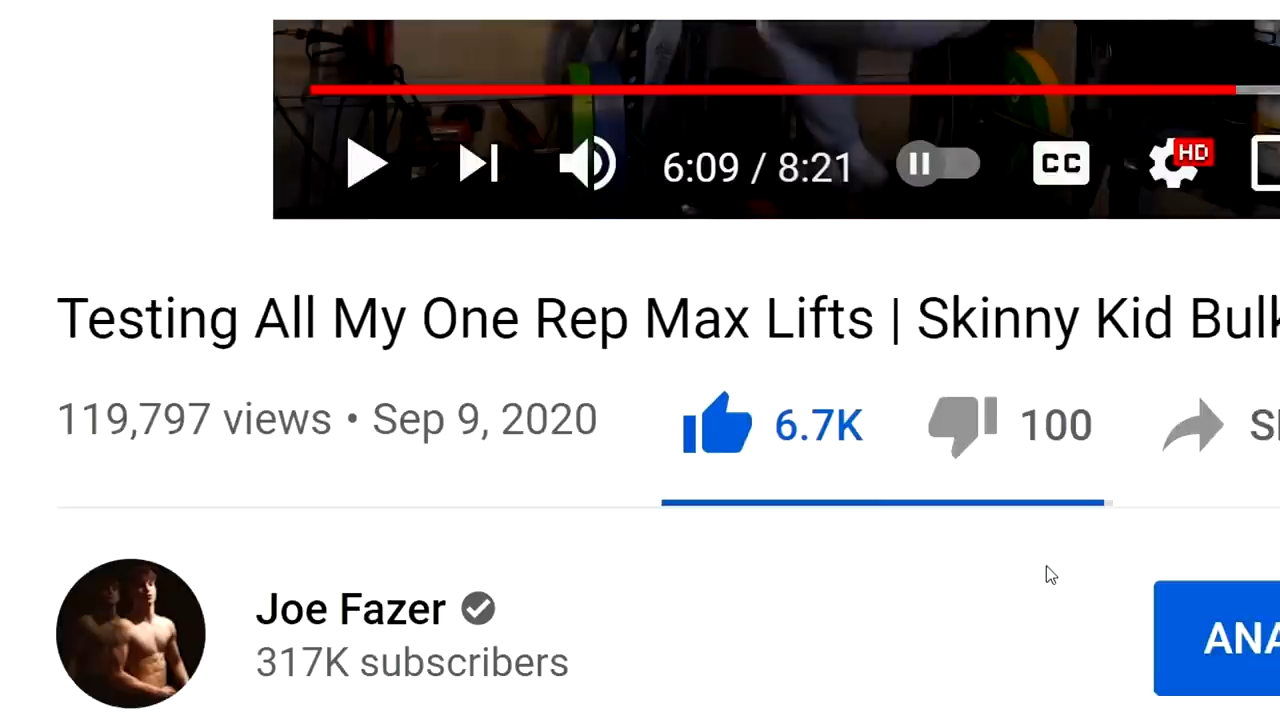 6:09 / 8:21 CC HD
Testing All My One Rep Max Lifts | Skinny Kid Bulk
119,797 views • Sep 9, 2020 6.7K 100
Joe Fazer
317K subscribers
ANA